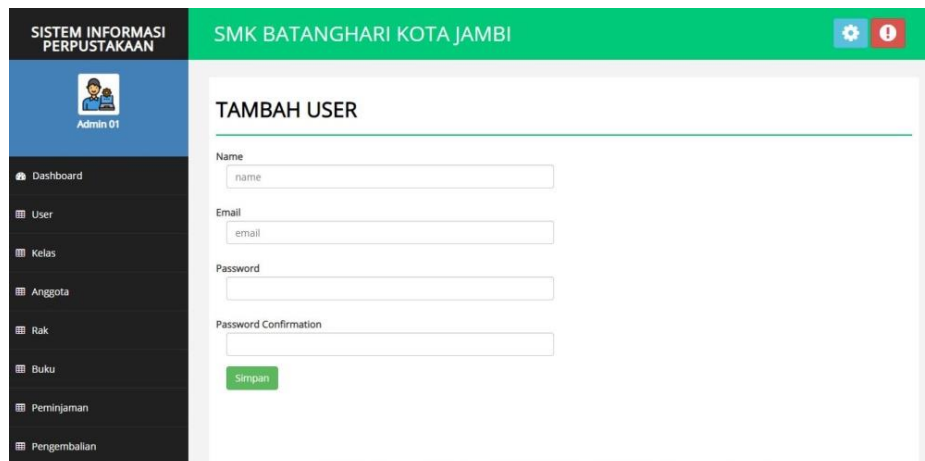 SISTEM INFORMASI
PERPUSTAKAAN
SMK BATANGHARI KOTA JAMBI
Admin 01
Dashboard
User
Kelas
Anggota
Rak
Buku
Peminjaman
Pengembalian
TAMBAH USER
Name
name
Email
email
Password
Password Confirmation
Simpan